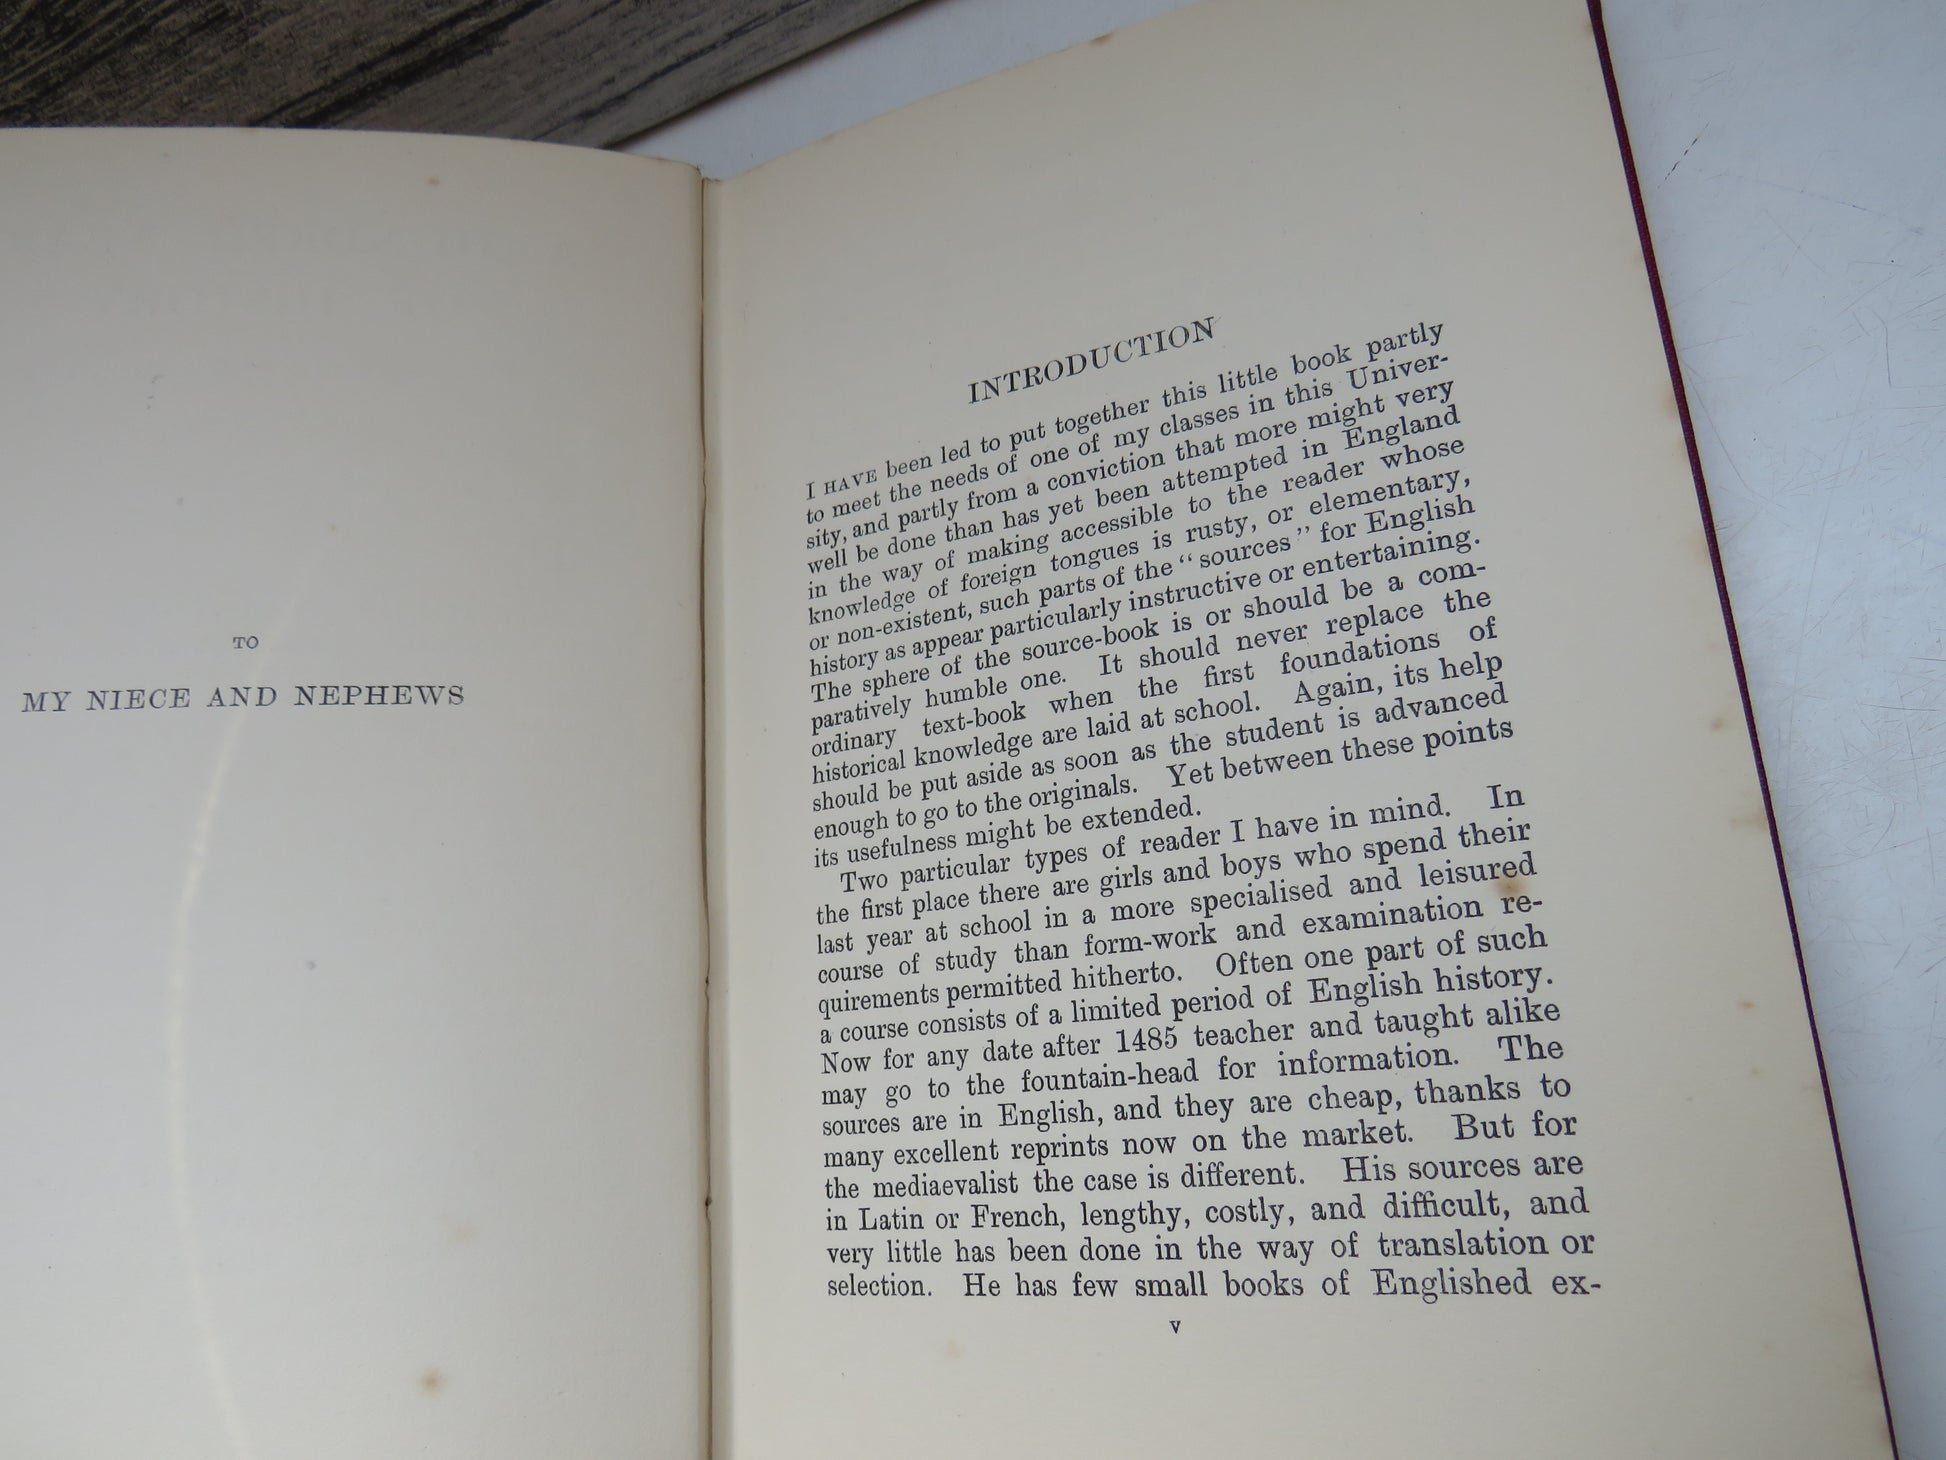 TO
MY NIECE AND NEPHEWS
INTRODUCTION
I HAVE been led to put together this little book partly
to meet the needs of one of my classes in this Univer-
sity, and partly from a conviction that more might very
well be done than has yet been attempted in England
in the way of making accessible to the reader whose
knowledge of foreign tongues is rusty, or elementary,
or non-existent, such parts of the "sources" for English
history as appear particularly instructive or entertaining.
The sphere of the source-book is or should be a com-
paratively humble one. It should never replace the
ordinary text-book when the first foundations of
historical knowledge are laid at school. Again, its help
should be put aside as soon as the student is advanced
enough to go to the originals. Yet between these points
its usefulness might be extended.
Two particular types of reader I have in mind. In
the first place there are girls and boys who spend their
last year at school in a more specialised and leisured
course of study than form-work and examination re-
quirements permitted hitherto. Often one part of such
a course consists of a limited period of English history.
Now for any date after 1485 teacher and taught alike
may go to the fountain-head for information. The
sources are in English, and they are cheap, thanks to
many excellent reprints now on the market. But for
the mediaevalist the case is different. His sources are
in Latin or French, lengthy, costly, and difficult, and
very little has been done in the way of translation or
selection. He has few small books of Englished ex-
v